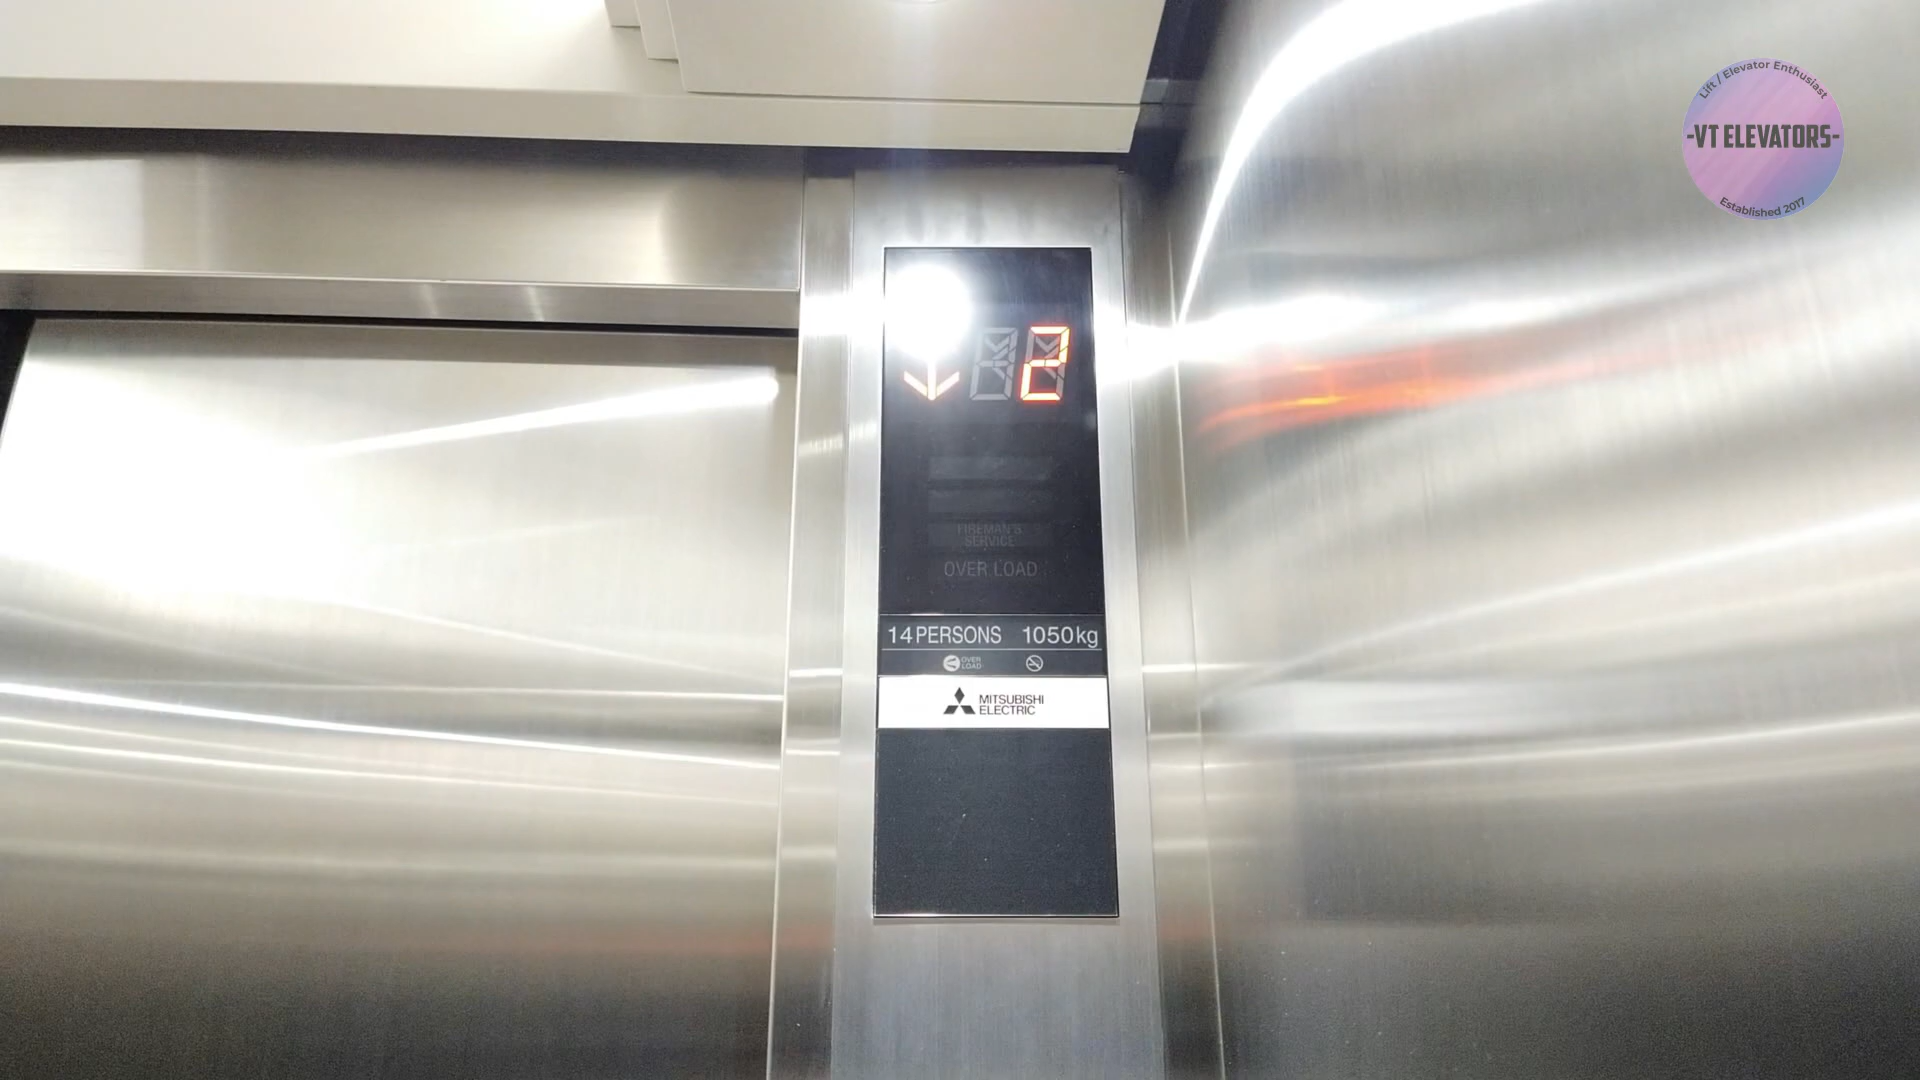 Lift / Elevator Enthusiast
-VT ELEVATORS-
Established 2017
2
FIREMAN'S
SERVICE
OVER LOAD
14 PERSONS 1050kg
OVER
LOAD
MITSUBISHI
ELECTRIC